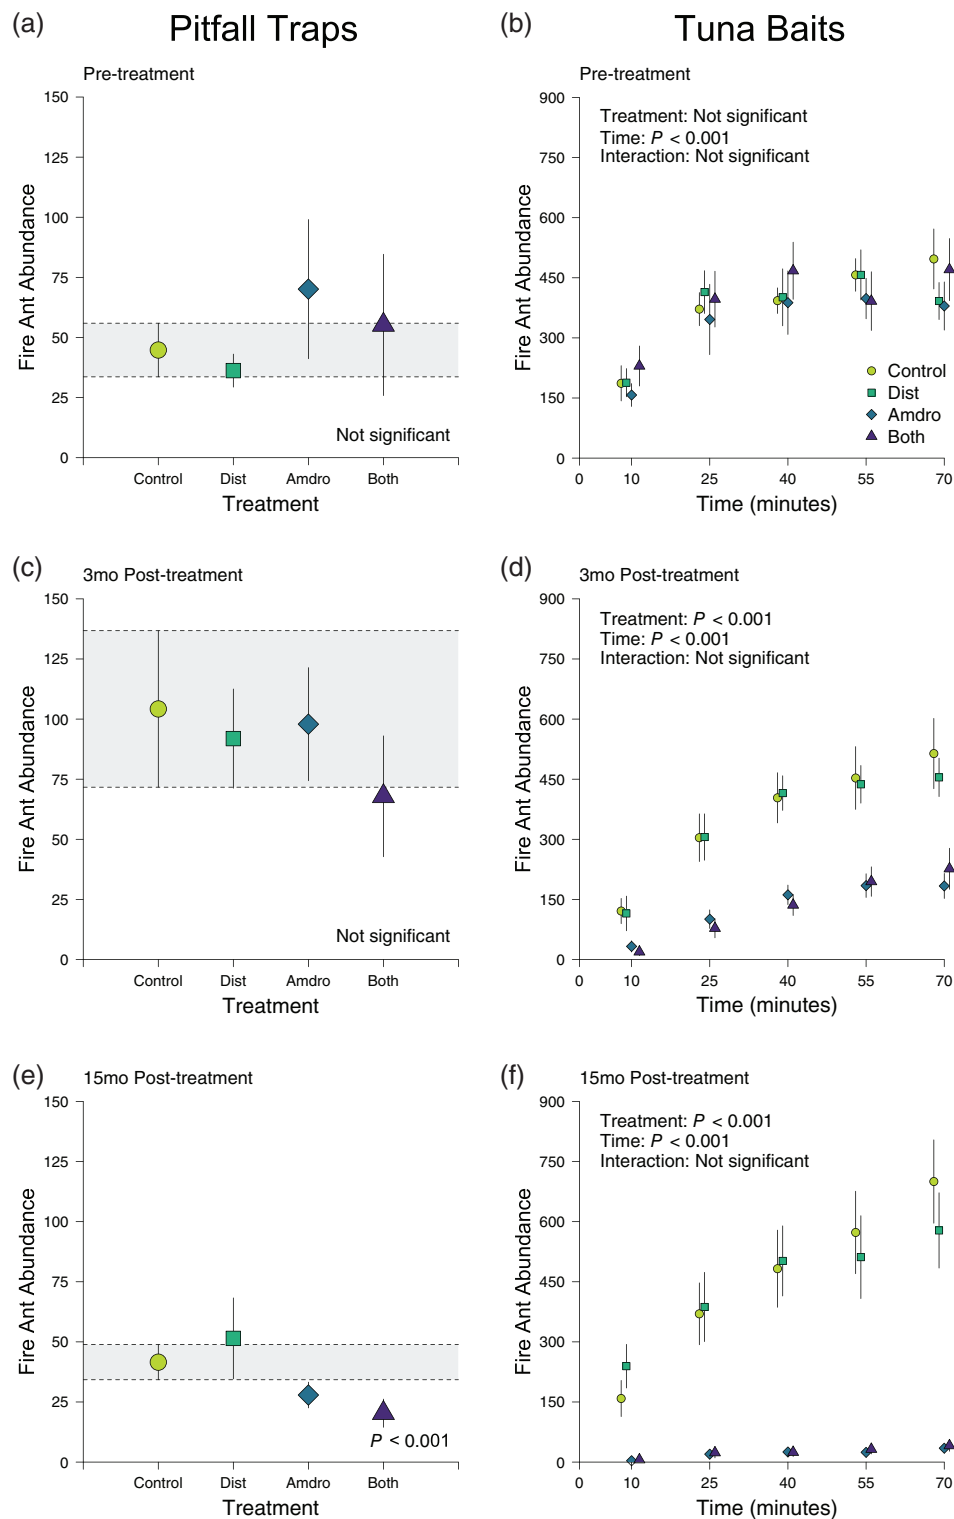 (a) Pitfall Traps
Pre-treatment
150
125
100
75
50
25
0
Fire Ant Abundance
Not significant
Control Dist Amdro Both
Treatment
(b) Tuna Baits
Pre-treatment
900
750
600
450
300
150
0
Fire Ant Abundance
Treatment: Not significant
Time: P < 0.001
Interaction: Not significant
Control
Dist
Amdro
Both
0 10 25 40 55 70
Time (minutes)
(c)
3mo Post-treatment
150
125
100
75
50
25
0
Fire Ant Abundance
Not significant
Control Dist Amdro Both
Treatment
(d)
3mo Post-treatment
900
750
600
450
300
150
0
Fire Ant Abundance
Treatment: P < 0.001
Time: P < 0.001
Interaction: Not significant
0 10 25 40 55 70
Time (minutes)
(e)
15mo Post-treatment
150
125
100
75
50
25
0
Fire Ant Abundance
P < 0.001
Control Dist Amdro Both
Treatment
(f)
15mo Post-treatment
900
750
600
450
300
150
0
Fire Ant Abundance
Treatment: P < 0.001
Time: P < 0.001
Interaction: Not significant
0 10 25 40 55 70
Time (minutes)